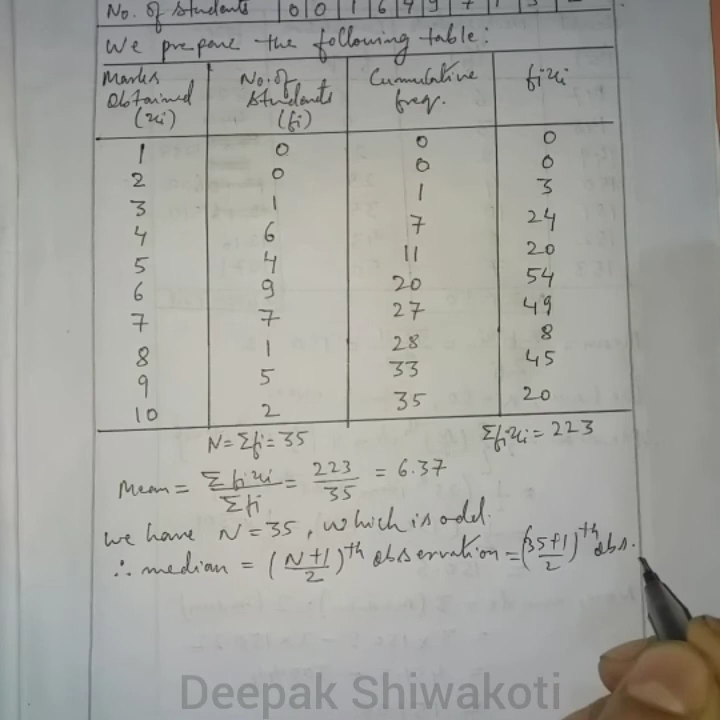 No. of students 0 0 1 6 4 9 7 1 5
We prepare the following table:
Marks Obtained (xi) No. of Students (fi) Cumulative freq. fixi
1 0 0 0
2 0 0 0
3 1 1 3
4 6 7 24
5 4 11 20
6 9 20 54
7 7 27 49
8 1 28 8
9 5 33 45
10 2 35 20
N = Σfi = 35 Σfixi = 223
Mean = Σfixi/Σfi = 223/35 = 6.37
We have N = 35, which is odd.
∴ median = (N+1/2)th observation = (35+1/2)th obs.
Deepak Shiwakoti